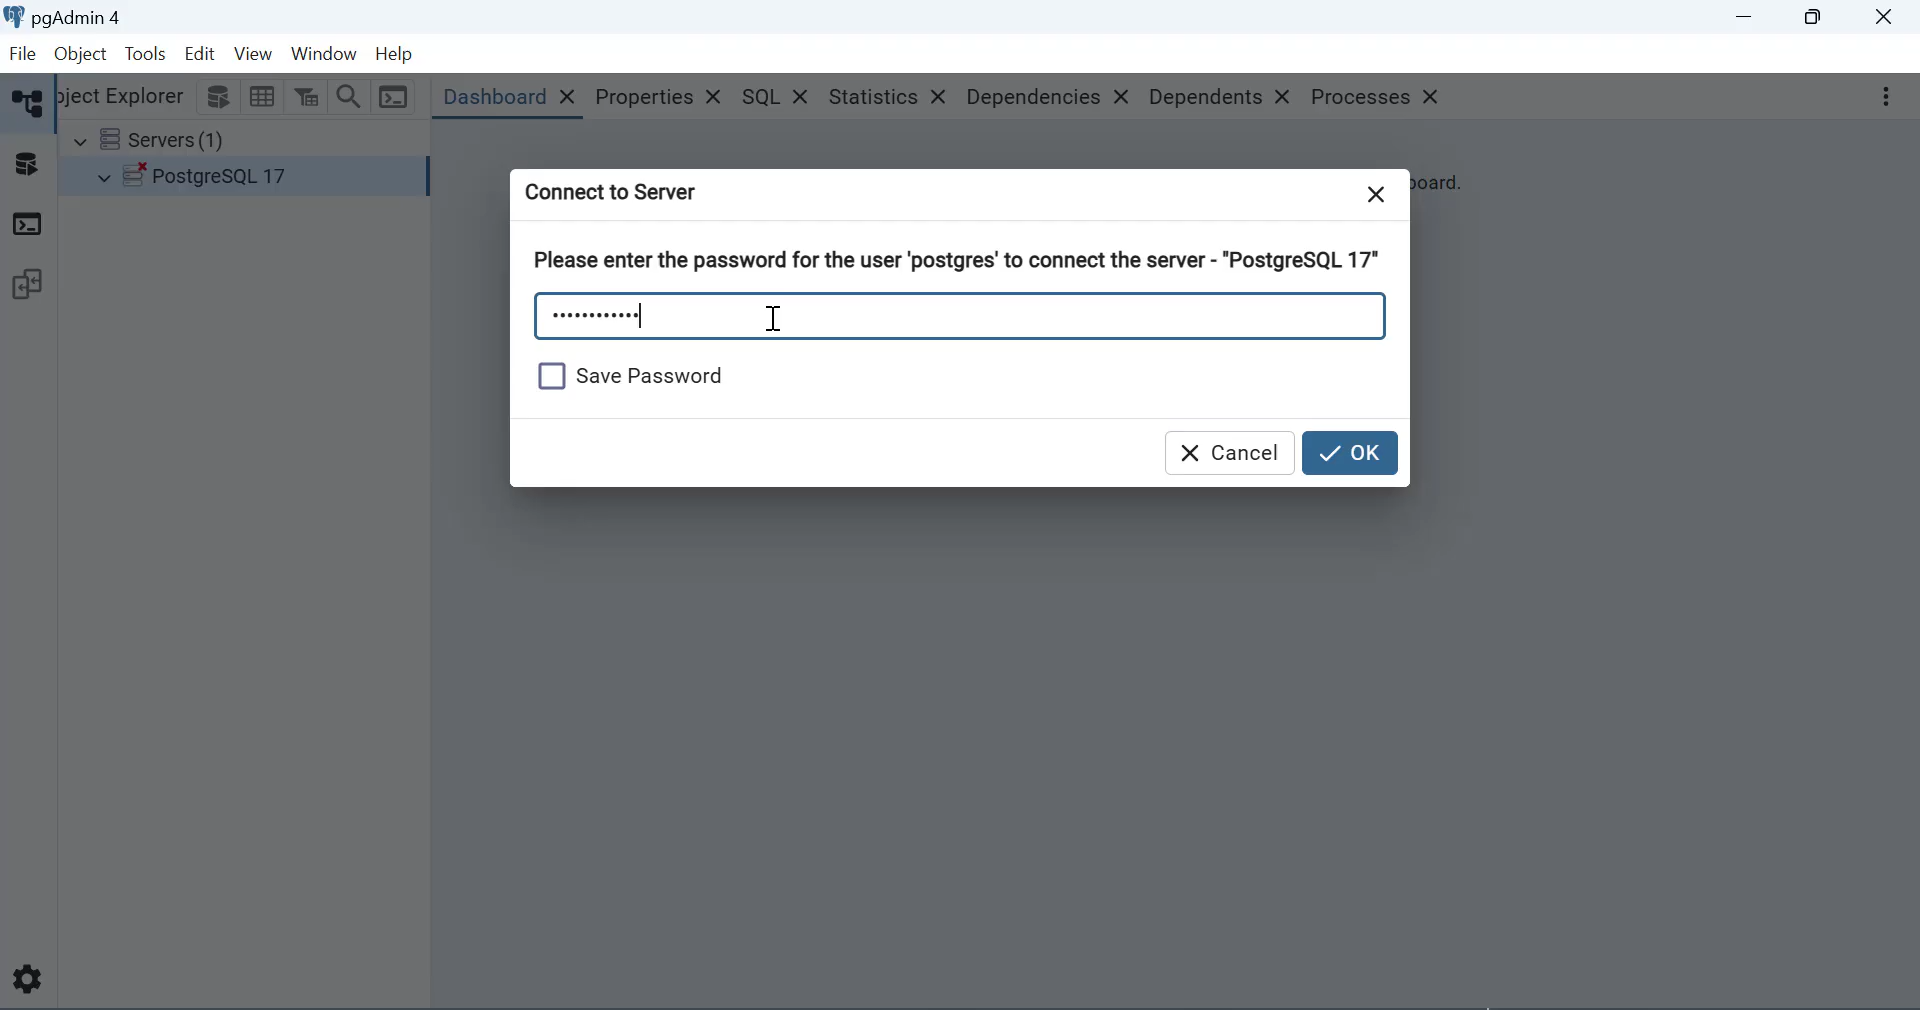 pgAdmin 4
File Object Tools Edit View Window Help
ject Explorer
Dashboard Properties SQL Statistics Dependencies Dependents Processes
Servers (1)
PostgreSQL 17
board.
Connect to Server
Please enter the password for the user 'postgres' to connect the server - "PostgreSQL 17"
••••••••••••
Save Password
Cancel OK